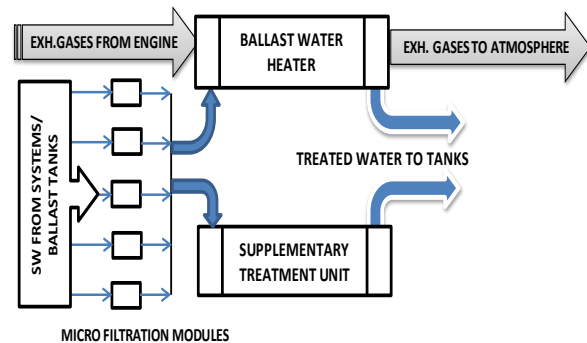 EXH.GASES FROM ENGINE
BALLAST WATER
HEATER
EXH. GASES TO ATMOSPHERE
SW FROM SYSTEMS/
BALLAST TANKS
TREATED WATER TO TANKS
SUPPLEMENTARY
TREATMENT UNIT
MICRO FILTRATION MODULES